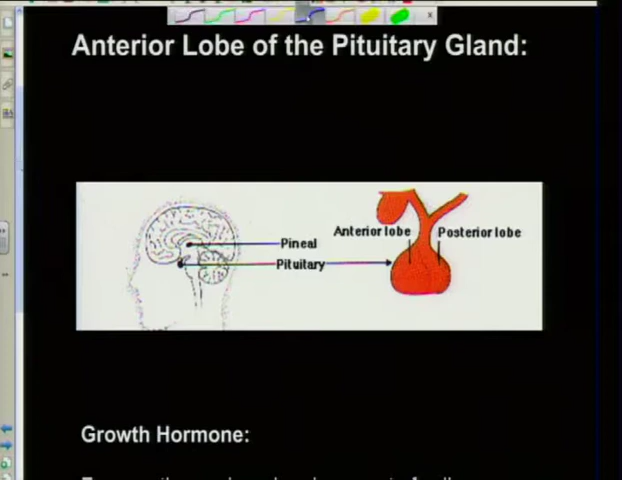 Anterior Lobe of the Pituitary Gland:
Anterior lobe Posterior lobe
Pineal
Pituitary
Growth Hormone: